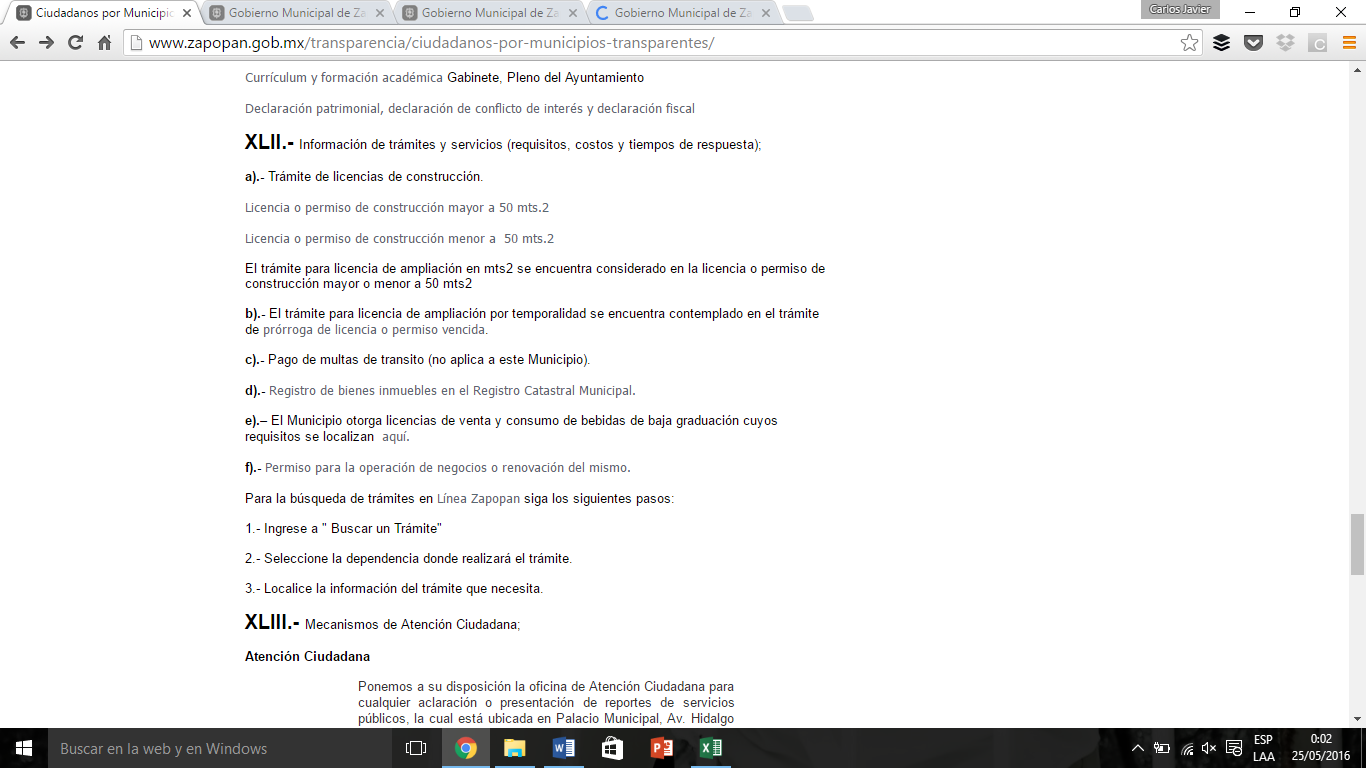 Ciudadanos por Municipio
Gobierno Municipal de Za
Gobierno Municipal de Za
Gobierno Municipal de Za
Carlos Javier
www.zapopan.gob.mx/transparencia/ciudadanos-por-municipios-transparentes/
Currículum y formación académica Gabinete, Pleno del Ayuntamiento
Declaración patrimonial, declaración de conflicto de interés y declaración fiscal
XLII.- Información de trámites y servicios (requisitos, costos y tiempos de respuesta);
a).- Trámite de licencias de construcción.
Licencia o permiso de construcción mayor a 50 mts.2
Licencia o permiso de construcción menor a 50 mts.2
El trámite para licencia de ampliación en mts2 se encuentra considerado en la licencia o permiso de
construcción mayor o menor a 50 mts2
b).- El trámite para licencia de ampliación por temporalidad se encuentra contemplado en el trámite
de prórroga de licencia o permiso vencida.
c).- Pago de multas de transito (no aplica a este Municipio).
d).- Registro de bienes inmuebles en el Registro Catastral Municipal.
e).– El Municipio otorga licencias de venta y consumo de bebidas de baja graduación cuyos
requisitos se localizan aquí.
f).- Permiso para la operación de negocios o renovación del mismo.
Para la búsqueda de trámites en Línea Zapopan siga los siguientes pasos:
1.- Ingrese a " Buscar un Trámite"
2.- Seleccione la dependencia donde realizará el trámite.
3.- Localice la información del trámite que necesita.
XLIII.- Mecanismos de Atención Ciudadana;
Atención Ciudadana
Ponemos a su disposición la oficina de Atención Ciudadana para
cualquier aclaración o presentación de reportes de servicios
públicos, la cual está ubicada en Palacio Municipal, Av. Hidalgo
Buscar en la web y en Windows
ESP
LAA
0:02
25/05/2016